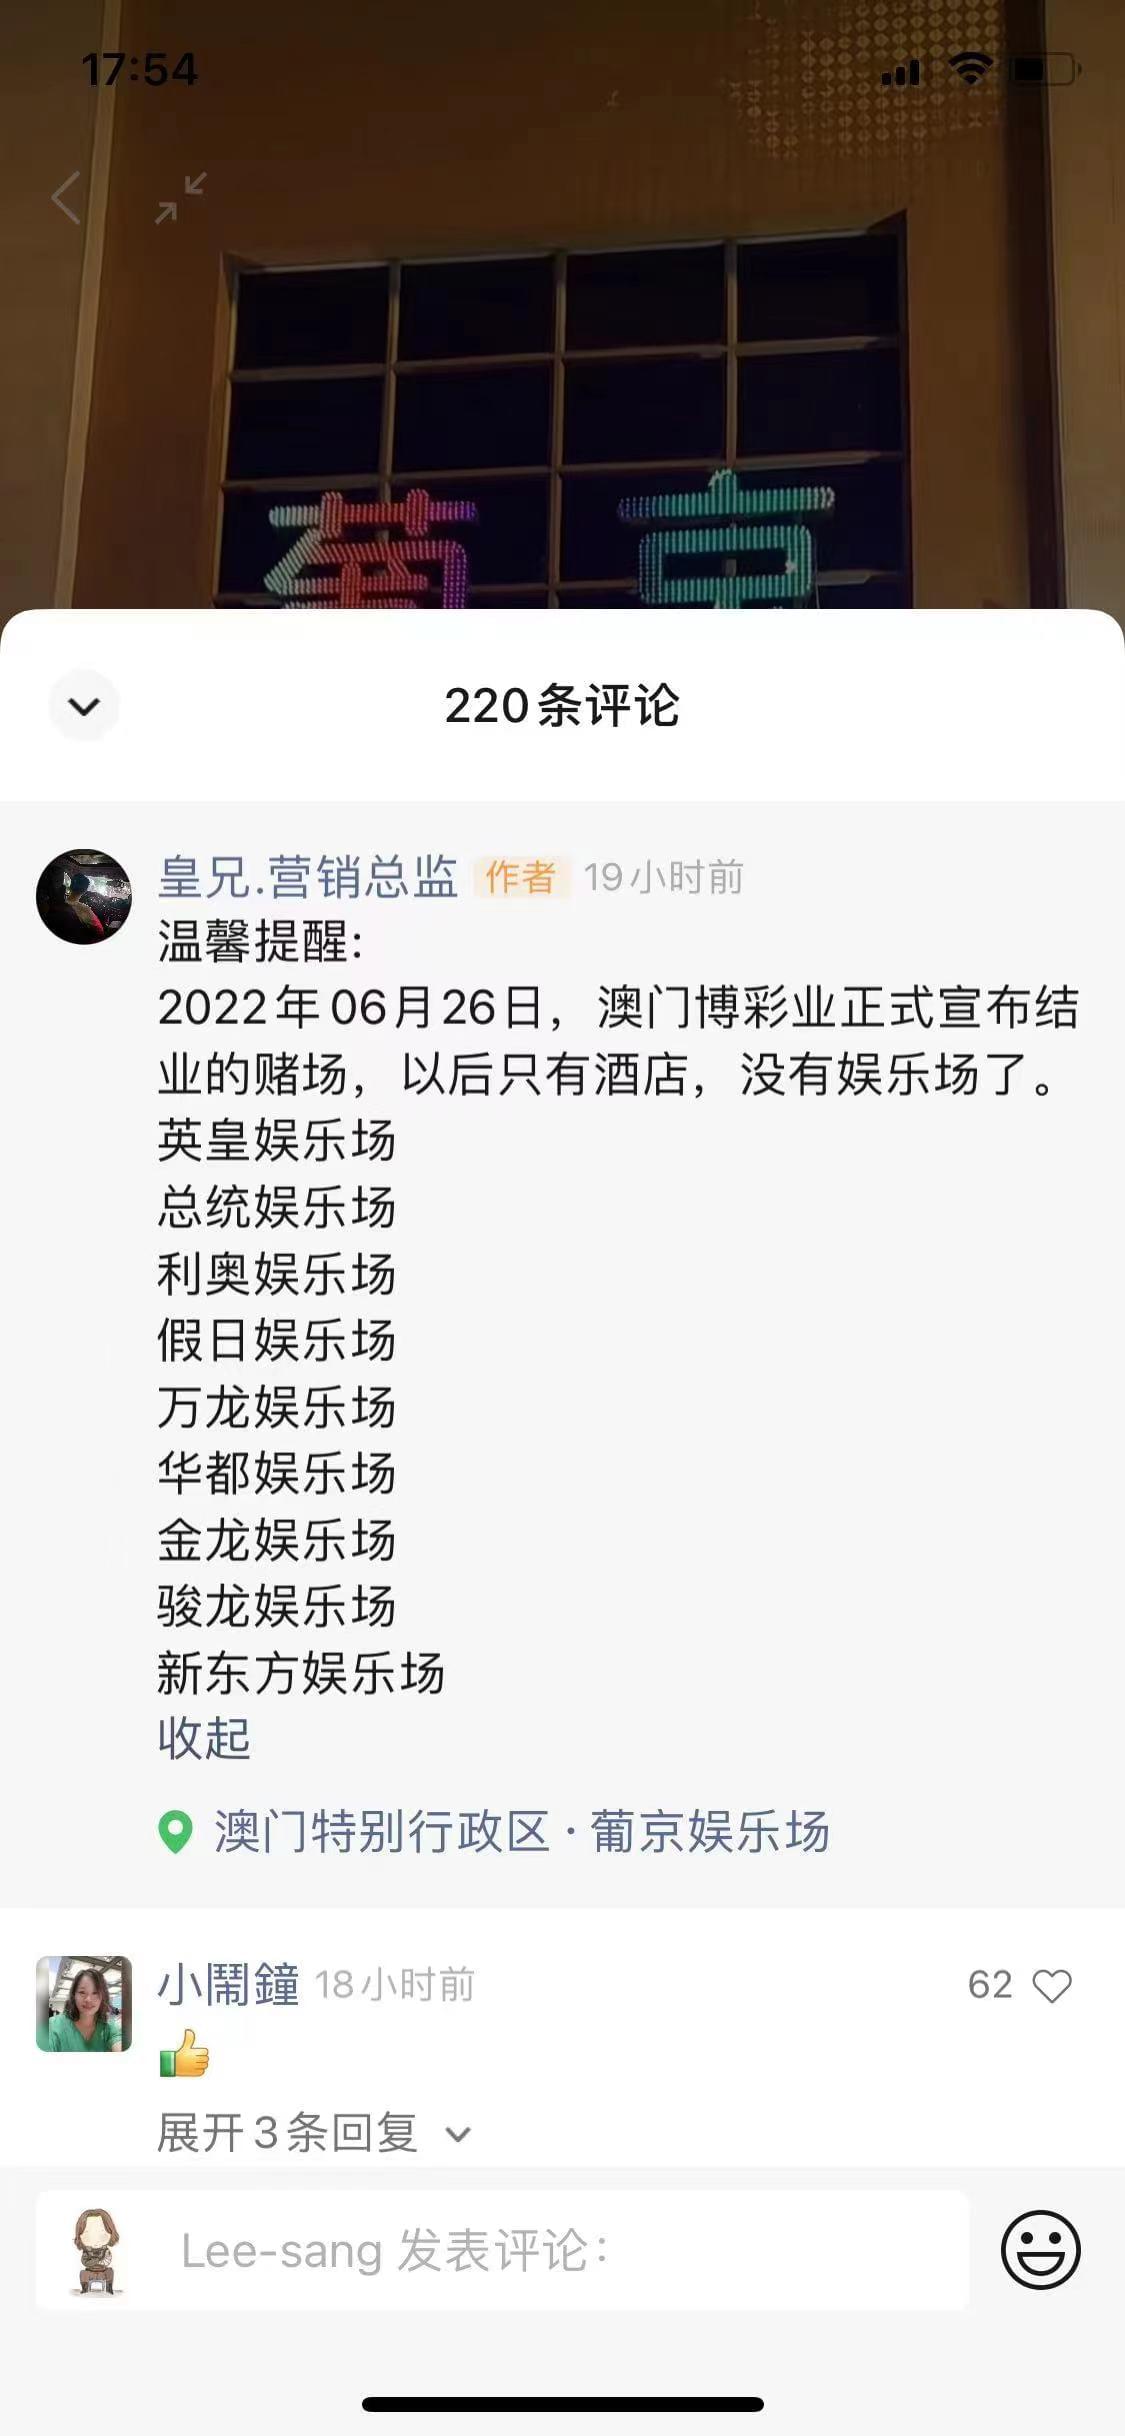 17:54
葡 京
220条评论
皇兄.营销总监 作者 19小时前
温馨提醒:
2022年06月26日，澳门博彩业正式宣布结
业的赌场，以后只有酒店，没有娱乐场了。
英皇娱乐场
总统娱乐场
利奥娱乐场
假日娱乐场
万龙娱乐场
华都娱乐场
金龙娱乐场
骏龙娱乐场
新东方娱乐场
收起
澳门特别行政区 · 葡京娱乐场
小鬧鐘 18小时前 62
展开3条回复
Lee-sang 发表评论: